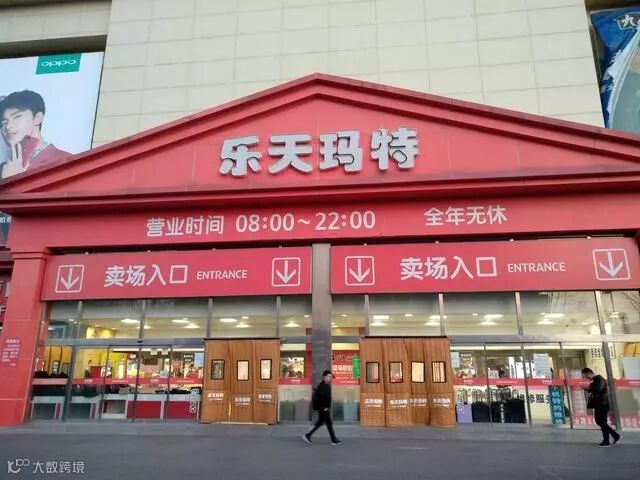 oppo
乐天玛特
营业时间 08:00~22:00 全年无休
卖场入口 ENTRANCE
卖场入口 ENTRANCE
大数跨境